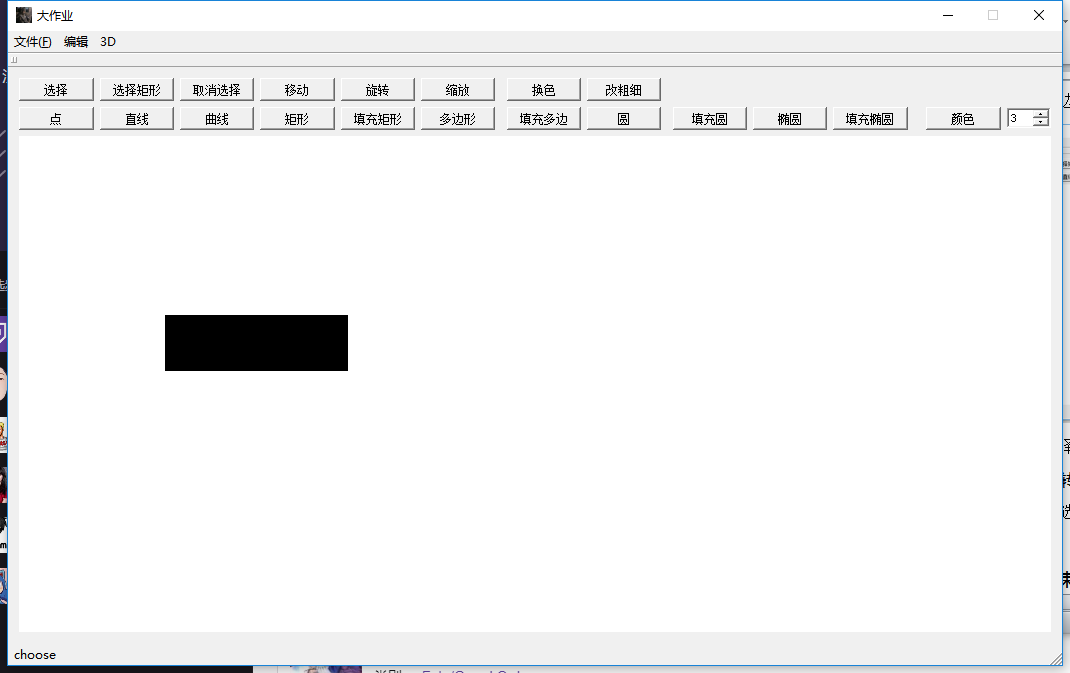 大作业
文件(F) 编辑 3D
选择 选择矩形 取消选择 移动 旋转 缩放 换色 改粗细
点 直线 曲线 矩形 填充矩形 多边形 填充多边 圆 填充圆 椭圆 填充椭圆 颜色 3
choose